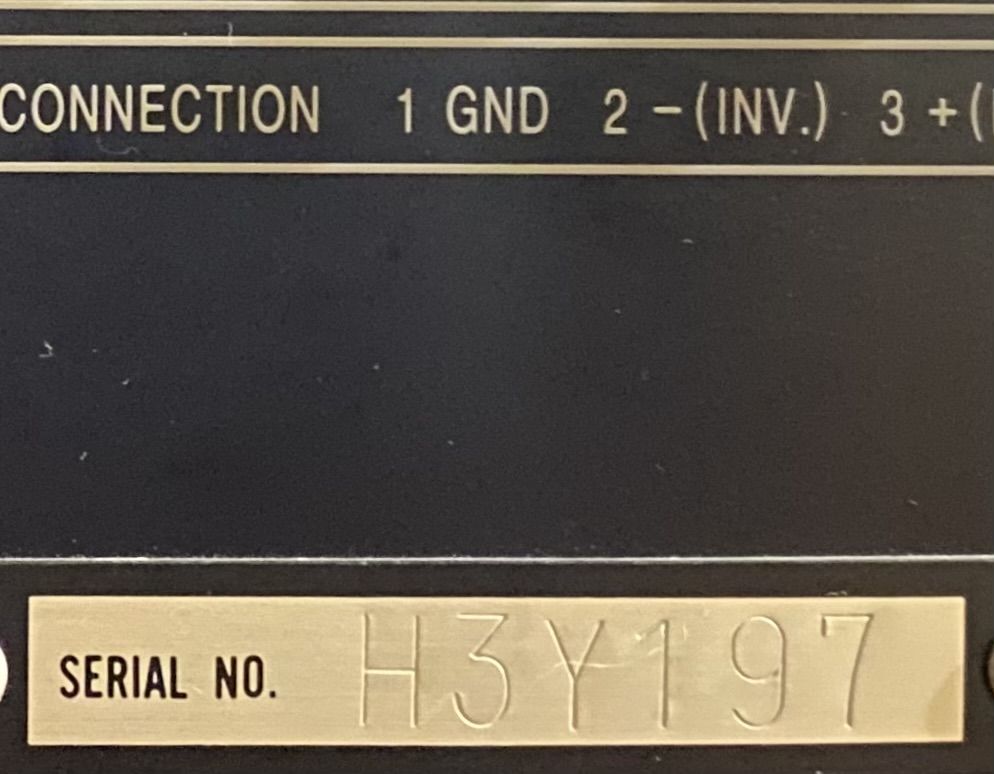 CONNECTION 1 GND 2 -(INV.) 3 +(
SERIAL NO. H3Y197